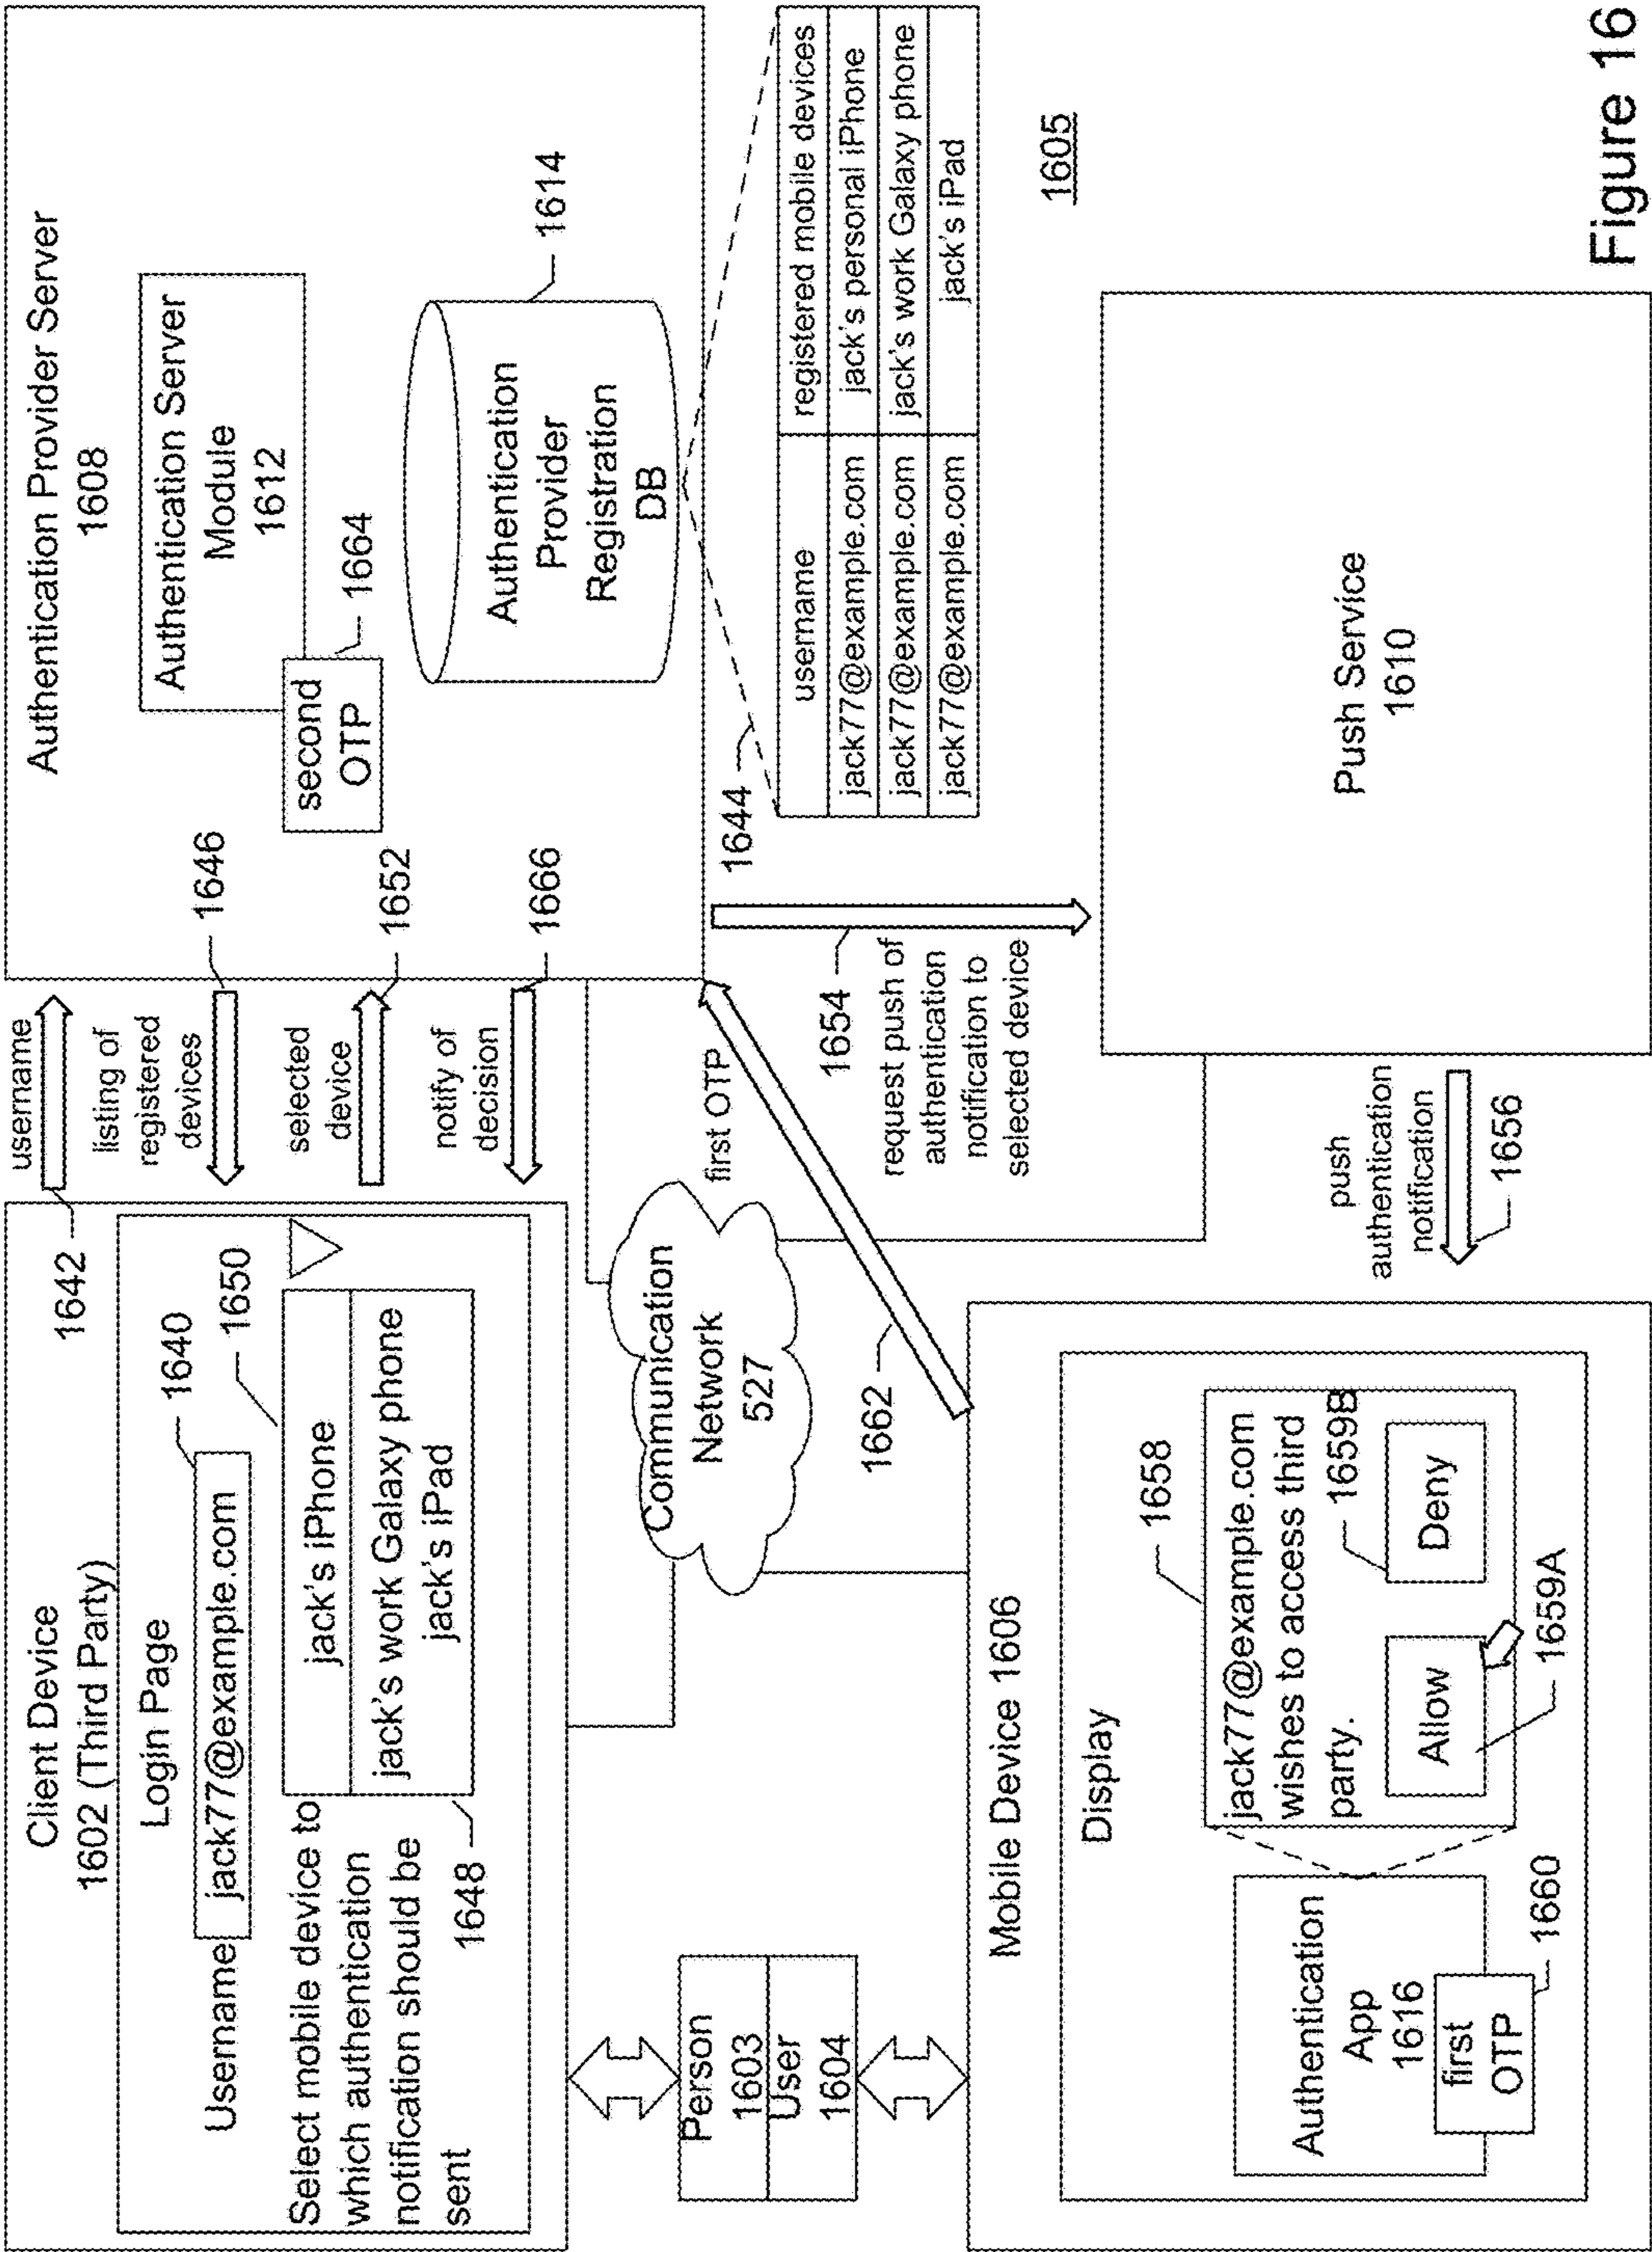 Client Device
1602 (Third Party)
Login Page
Username
jack77@example.com
1640
1642
1650
Select mobile device to
which authentication
notification should be
sent
jack's iPhone
jack's work Galaxy phone
jack's iPad
1648
username
listing of
registered
devices
1646
selected
device
1652
notify of
decision
1666
Authentication Provider Server
1608
Authentication Server
Module
1612
second
OTP
1664
Authentication
Provider
Registration
DB
1614
1644
username
registered mobile devices
jack77@example.com
jack's personal iPhone
jack77@example.com
jack's work Galaxy phone
jack77@example.com
jack's iPad
1605
Person
1603
User
1604
Communication
Network
527
first OTP
1662
1654
request push of
authentication
notification to
selected device
Mobile Device 1606
Display
Authentication
App
1616
first
OTP
1660
1658
jack77@example.com
wishes to access third
party.
1659B
Allow
Deny
1659A
push
authentication
notification
1656
Push Service
1610
Figure 16